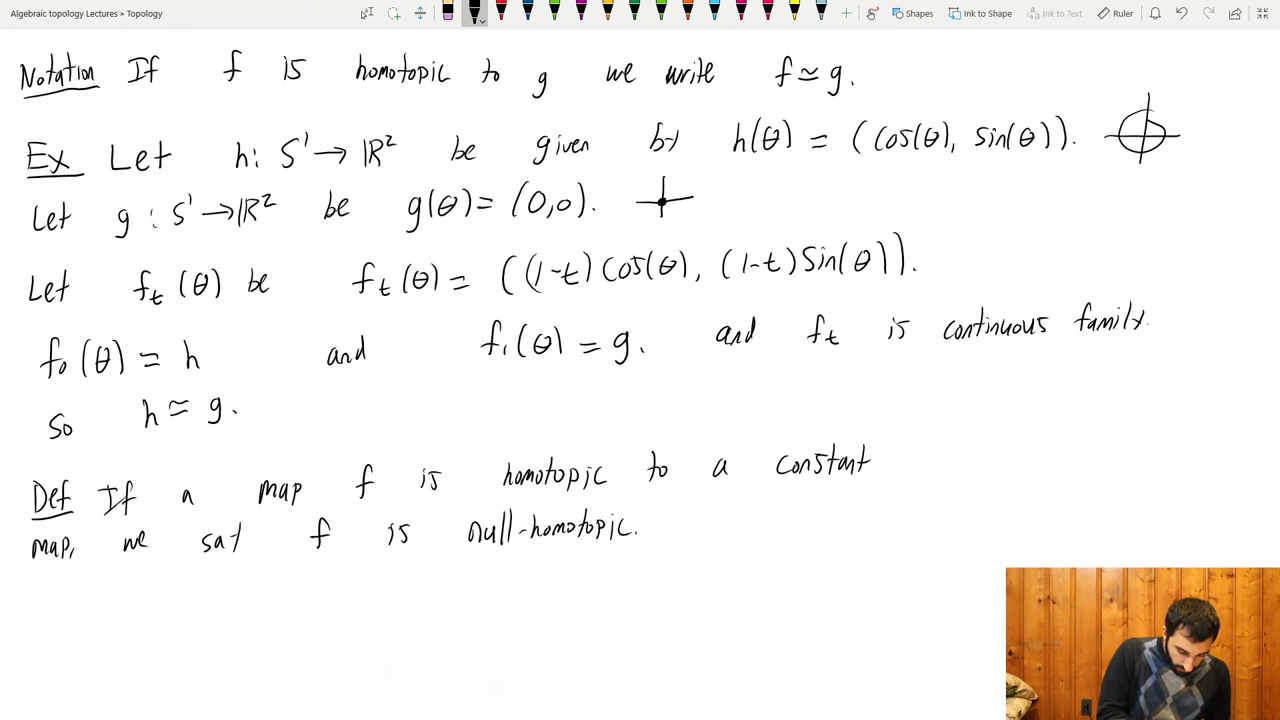 Algebraic topology Lectures » Topology
Shapes Ink to Shape Ink to Text Ruler
Notation If f is homotopic to g we write f ≃ g.
Ex Let h: S¹ → ℝ² be given by h(θ) = (cos(θ), sin(θ)).
Let g : S¹ → ℝ² be g(θ) = (0,0).
Let fₜ(θ) be fₜ(θ) = ((1-t)cos(θ), (1-t)sin(θ)).
f₀(θ) = h and f₁(θ) = g. and fₜ is continuous family.
so h ≃ g.
Def If a map f is homotopic to a constant
map, we say f is null-homotopic.